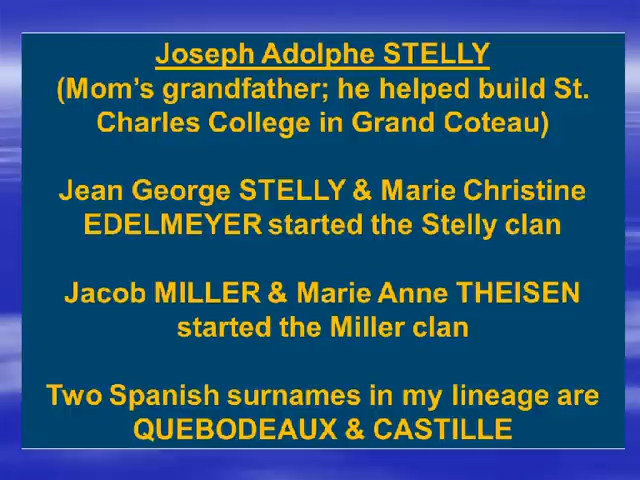 Joseph Adolphe STELLY
(Mom's grandfather; he helped build St.
Charles College in Grand Coteau)
Jean George STELLY & Marie Christine
EDELMEYER started the Stelly clan
Jacob MILLER & Marie Anne THEISEN
started the Miller clan
Two Spanish surnames in my lineage are
QUEBODEAUX & CASTILLE